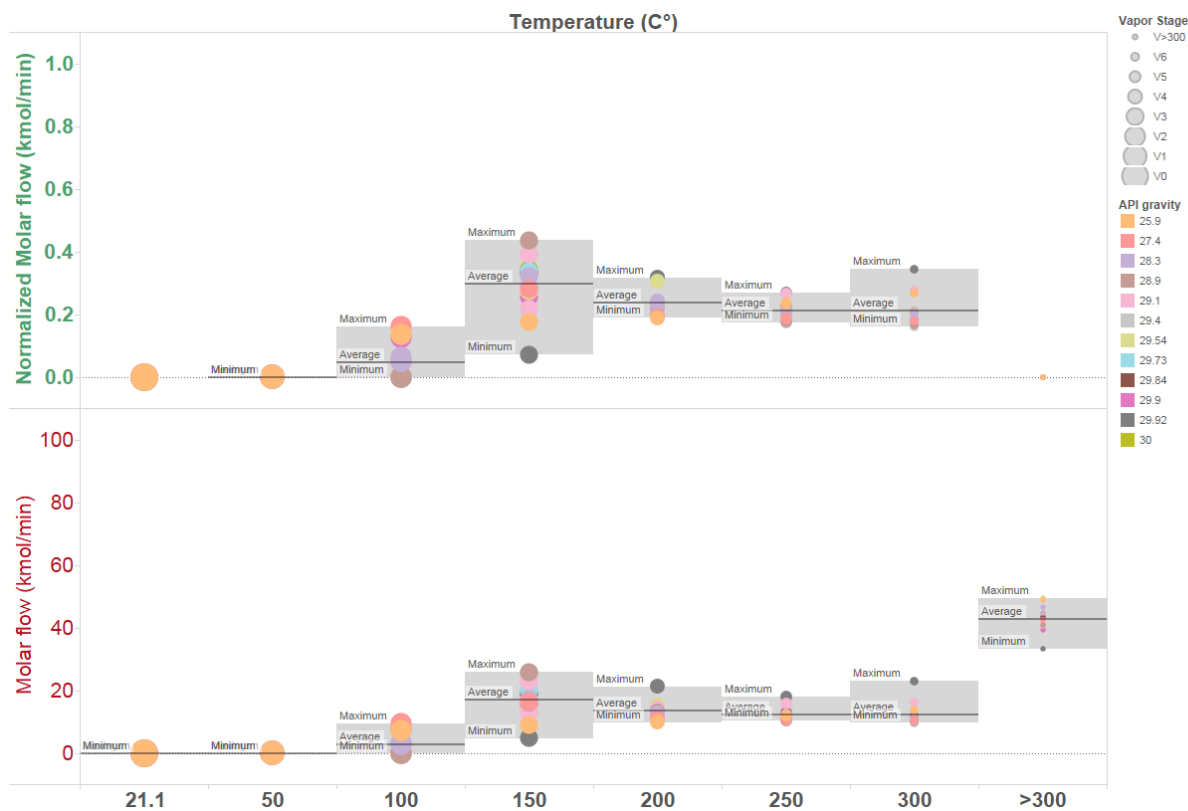 Temperature (C°)
Normalized Molar flow (kmol/min)
1.0
0.8
0.6
0.4
0.2
0.0
Minimum
Maximum
Average
Minimum
Maximum
Average
Minimum
Maximum
Average
Minimum
Maximum
Average
Minimum
Maximum
Average
Minimum
Molar flow (kmol/min)
100
80
60
40
20
0
Minimum
Minimum
Maximum
Average
Minimum
Maximum
Average
Minimum
Maximum
Average
Minimum
Maximum
Average
Minimum
Maximum
Average
Minimum
Maximum
Average
Minimum
21.1 50 100 150 200 250 300 >300
Vapor Stage
V>300
V6
V5
V4
V3
V2
V1
V0
API gravity
25.9
27.4
28.3
28.9
29.1
29.4
29.54
29.73
29.84
29.9
29.92
30